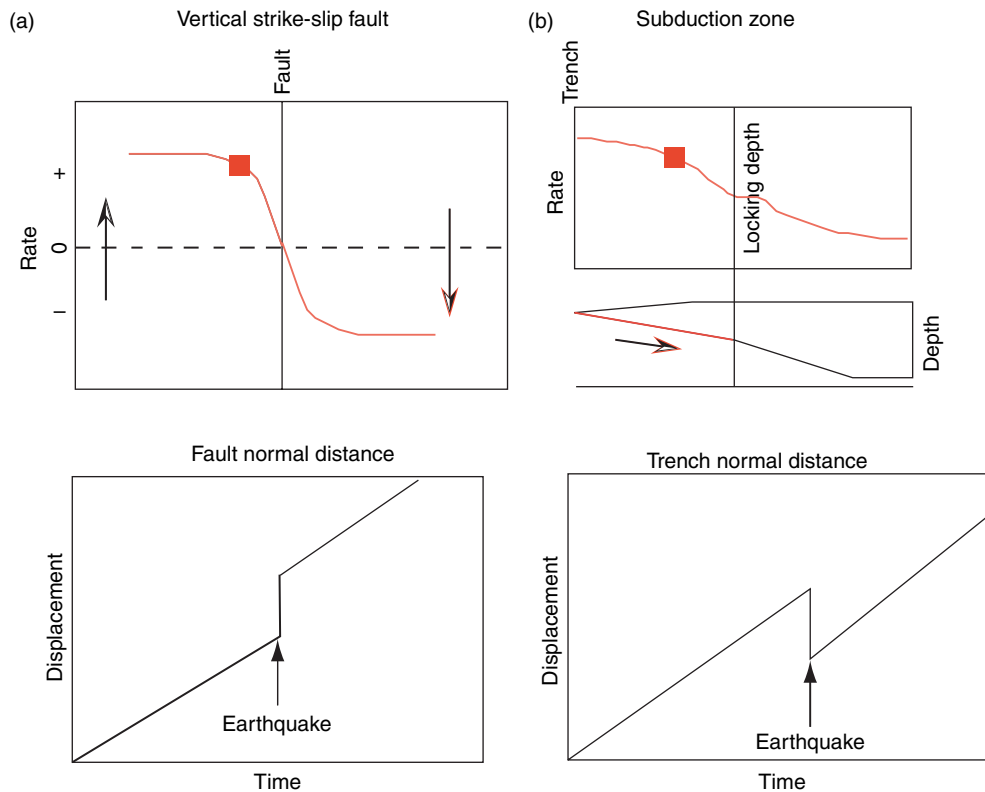 (a)
Vertical strike-slip fault
Fault
+
0
–
Rate
Fault normal distance
Displacement
Earthquake
Time
(b)
Subduction zone
Trench
Rate
Locking depth
Depth
Trench normal distance
Displacement
Earthquake
Time